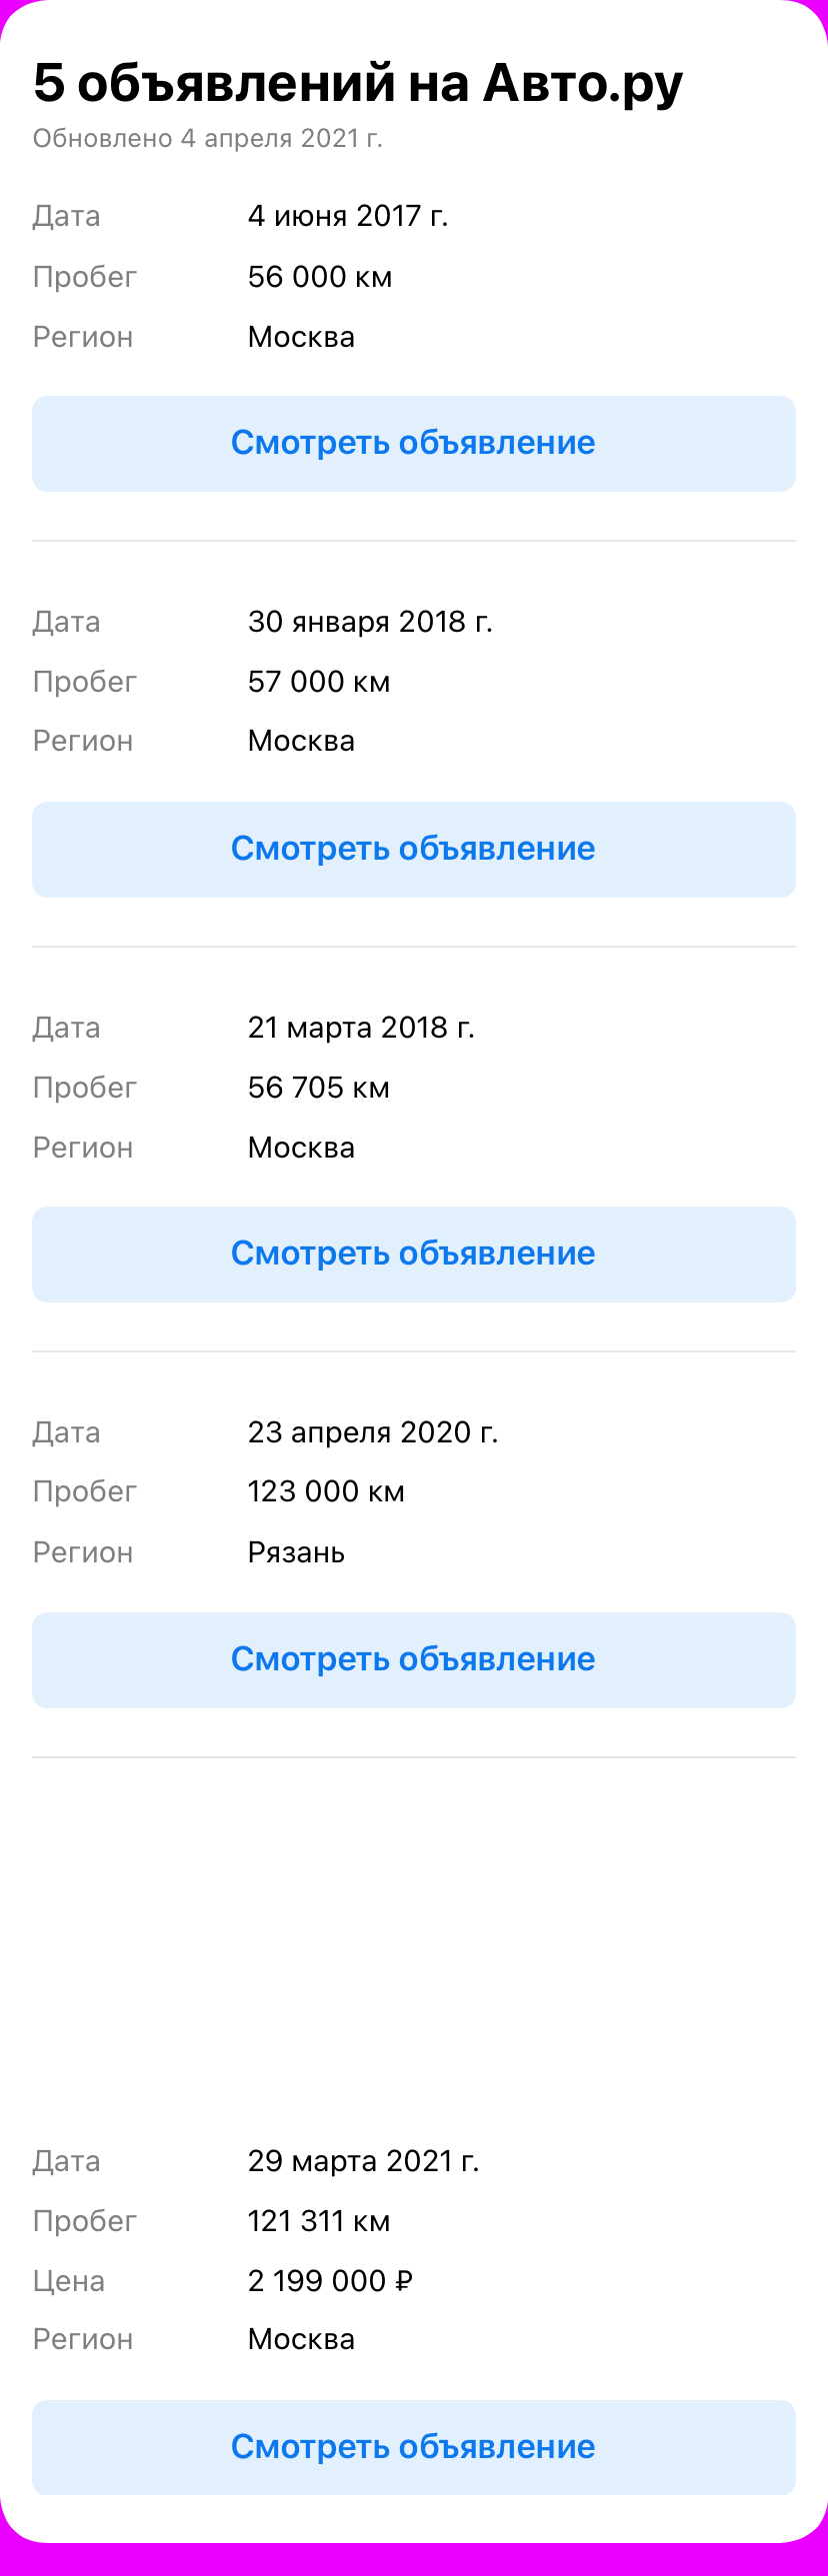 5 объявлений на Авто.ру
Обновлено 4 апреля 2021 г.
Дата 4 июня 2017 г.
Пробег 56 000 км
Регион Москва
Смотреть объявление
Дата 30 января 2018 г.
Пробег 57 000 км
Регион Москва
Смотреть объявление
Дата 21 марта 2018 г.
Пробег 56 705 км
Регион Москва
Смотреть объявление
Дата 23 апреля 2020 г.
Пробег 123 000 км
Регион Рязань
Смотреть объявление
Дата 29 марта 2021 г.
Пробег 121 311 км
Цена 2 199 000 ₽
Регион Москва
Смотреть объявление